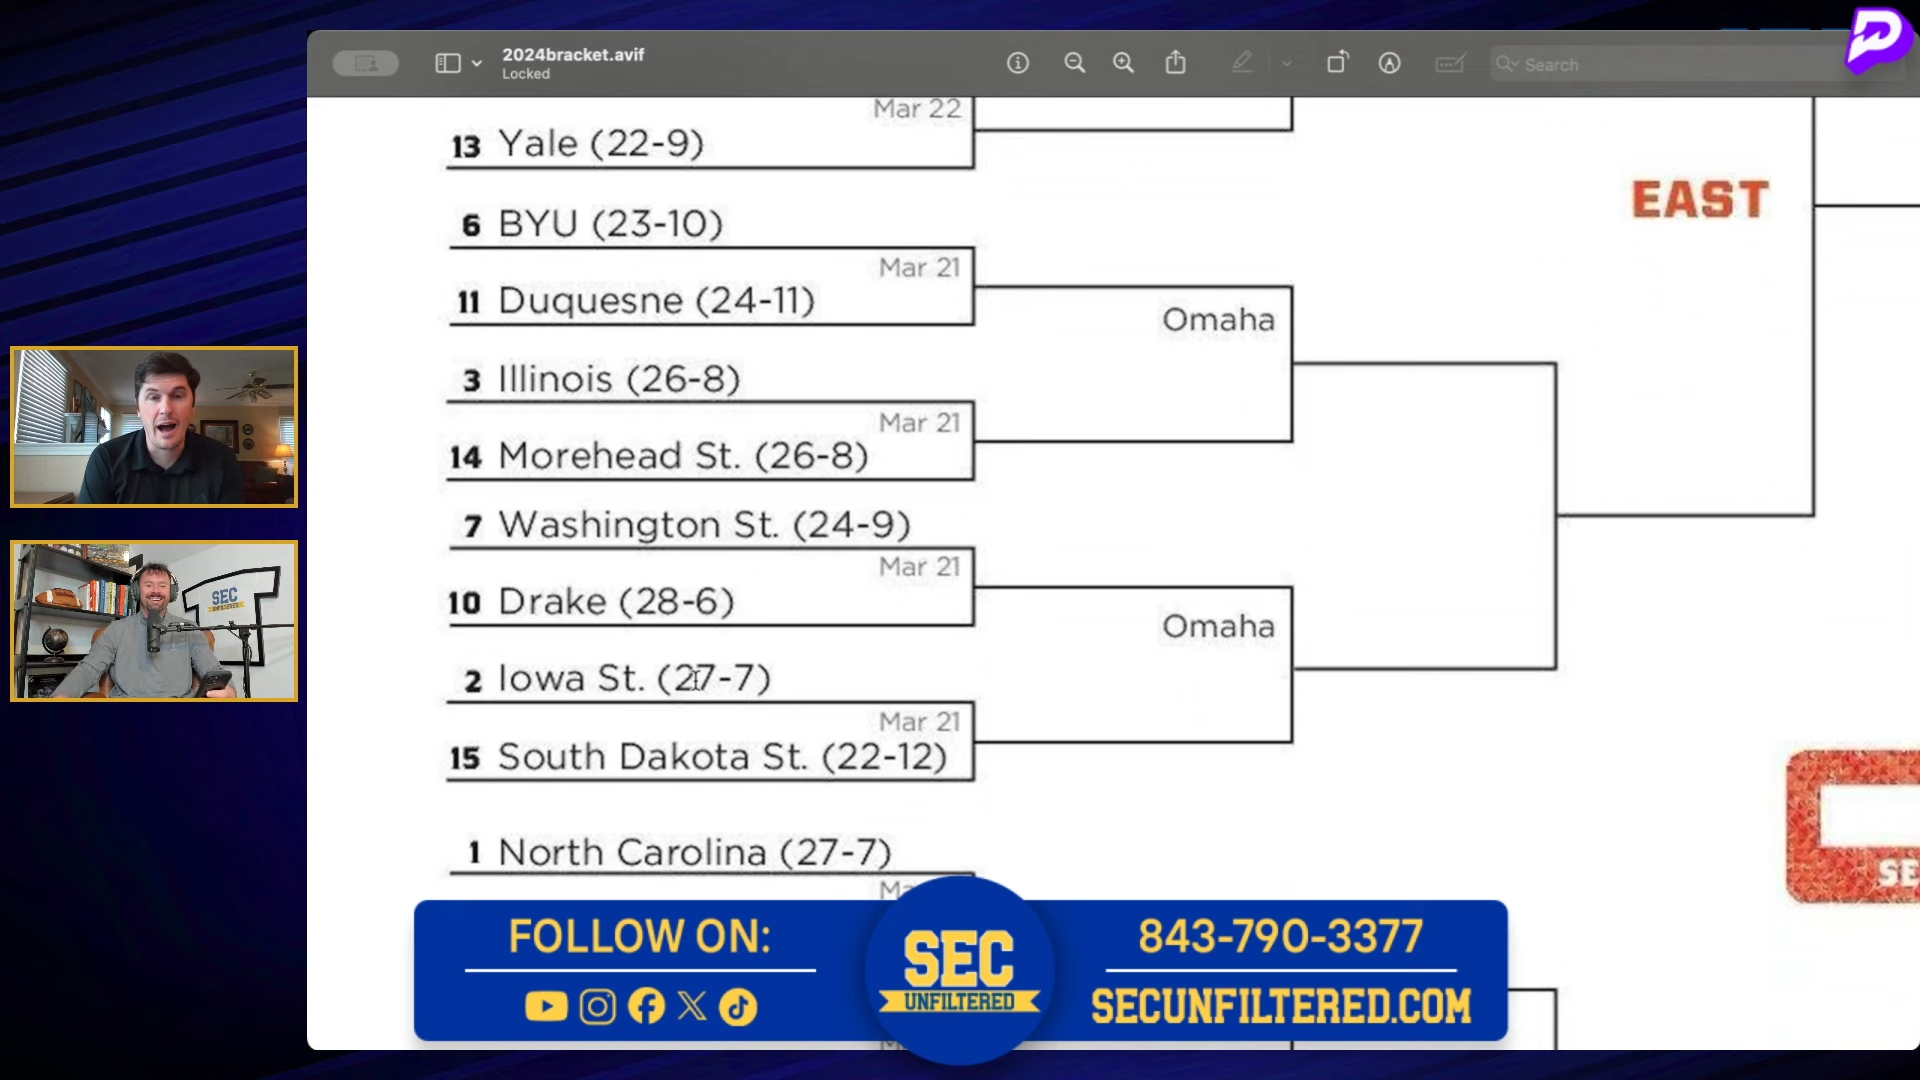 2024bracket.avif
Locked
Search
Mar 22
13 Yale (22-9)
EAST
6 BYU (23-10)
Mar 21
11 Duquesne (24-11)
Omaha
3 Illinois (26-8)
Mar 21
14 Morehead St. (26-8)
7 Washington St. (24-9)
Mar 21
10 Drake (28-6)
Omaha
2 Iowa St. (27-7)
Mar 21
15 South Dakota St. (22-12)
1 North Carolina (27-7)
SEC
UNFILTERED
FOLLOW ON:
SEC
UNFILTERED
843-790-3377
SECUNFILTERED.COM